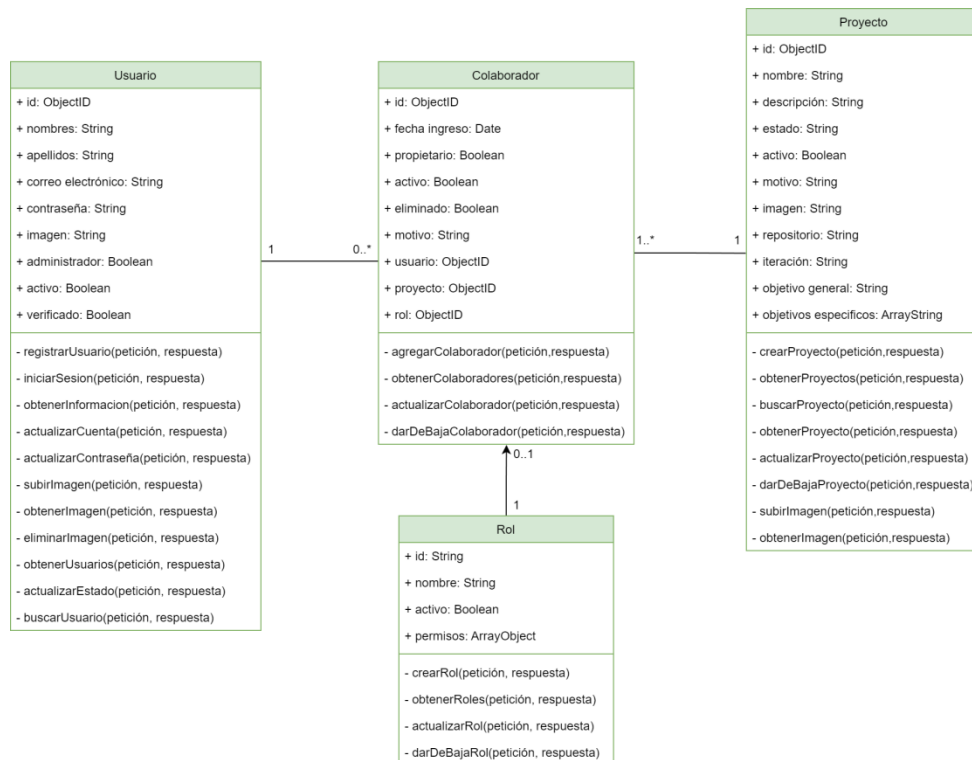 Usuario
+ id: ObjectID
+ nombres: String
+ apellidos: String
+ correo electrónico: String
+ contraseña: String
+ imagen: String
+ administrador: Boolean
+ activo: Boolean
+ verificado: Boolean
- registrarUsuario(petición, respuesta)
- iniciarSesion(petición, respuesta)
- obtenerInformacion(petición, respuesta)
- actualizarCuenta(petición, respuesta)
- actualizarContraseña(petición, respuesta)
- subirImagen(petición, respuesta)
- obtenerImagen(petición, respuesta)
- eliminarImagen(petición, respuesta)
- obtenerUsuarios(petición, respuesta)
- actualizarEstado(petición, respuesta)
- buscarUsuario(petición, respuesta)
1
0..*
Colaborador
+ id: ObjectID
+ fecha ingreso: Date
+ propietario: Boolean
+ activo: Boolean
+ eliminado: Boolean
+ motivo: String
+ usuario: ObjectID
+ proyecto: ObjectID
+ rol: ObjectID
- agregarColaborador(petición,respuesta)
- obtenerColaboradores(petición,respuesta)
- actualizarColaborador(petición,respuesta)
- darDeBajaColaborador(petición,respuesta)
1..*
1
Proyecto
+ id: ObjectID
+ nombre: String
+ descripción: String
+ estado: String
+ activo: Boolean
+ motivo: String
+ imagen: String
+ repositorio: String
+ iteración: String
+ objetivo general: String
+ objetivos especificos: ArrayString
- crearProyecto(petición,respuesta)
- obtenerProyectos(petición,respuesta)
- buscarProyecto(petición,respuesta)
- obtenerProyecto(petición,respuesta)
- actualizarProyecto(petición,respuesta)
- darDeBajaProyecto(petición,respuesta)
- subirImagen(petición,respuesta)
- obtenerImagen(petición,respuesta)
0..1
1
Rol
+ id: String
+ nombre: String
+ activo: Boolean
+ permisos: ArrayObject
- crearRol(petición, respuesta)
- obtenerRoles(petición, respuesta)
- actualizarRol(petición, respuesta)
- darDeBajaRol(petición, respuesta)